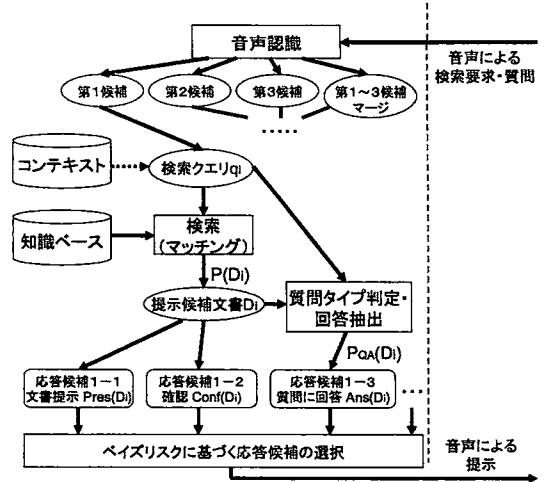 音声認識
音声による
検索要求・質問
第1候補
第2候補
第3候補
第1～3候補
マージ
・・・・・
コンテキスト
検索クエリqi
知識ベース
検索
(マッチング)
P(Di)
提示候補文書Di
質問タイプ判定・
回答抽出
PQA(Di)
応答候補1－1
文書提示 Pres(Di)
応答候補1－2
確認 Conf(Di)
応答候補1－3
質問に回答 Ans(Di)
・・・
ベイズリスクに基づく応答候補の選択
音声による
提示